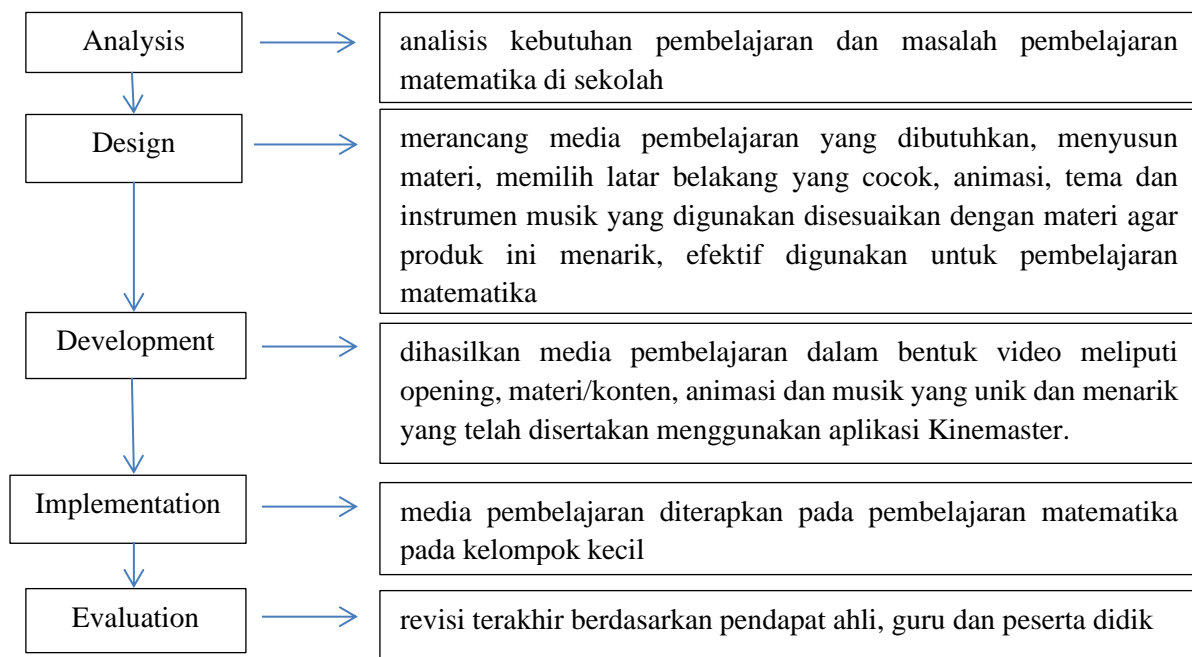 Analysis
analisis kebutuhan pembelajaran dan masalah pembelajaran
matematika di sekolah
Design
merancang media pembelajaran yang dibutuhkan, menyusun
materi, memilih latar belakang yang cocok, animasi, tema dan
instrumen musik yang digunakan disesuaikan dengan materi agar
produk ini menarik, efektif digunakan untuk pembelajaran
matematika
Development
dihasilkan media pembelajaran dalam bentuk video meliputi
opening, materi/konten, animasi dan musik yang unik dan menarik
yang telah disertakan menggunakan aplikasi Kinemaster.
Implementation
media pembelajaran diterapkan pada pembelajaran matematika
pada kelompok kecil
Evaluation
revisi terakhir berdasarkan pendapat ahli, guru dan peserta didik